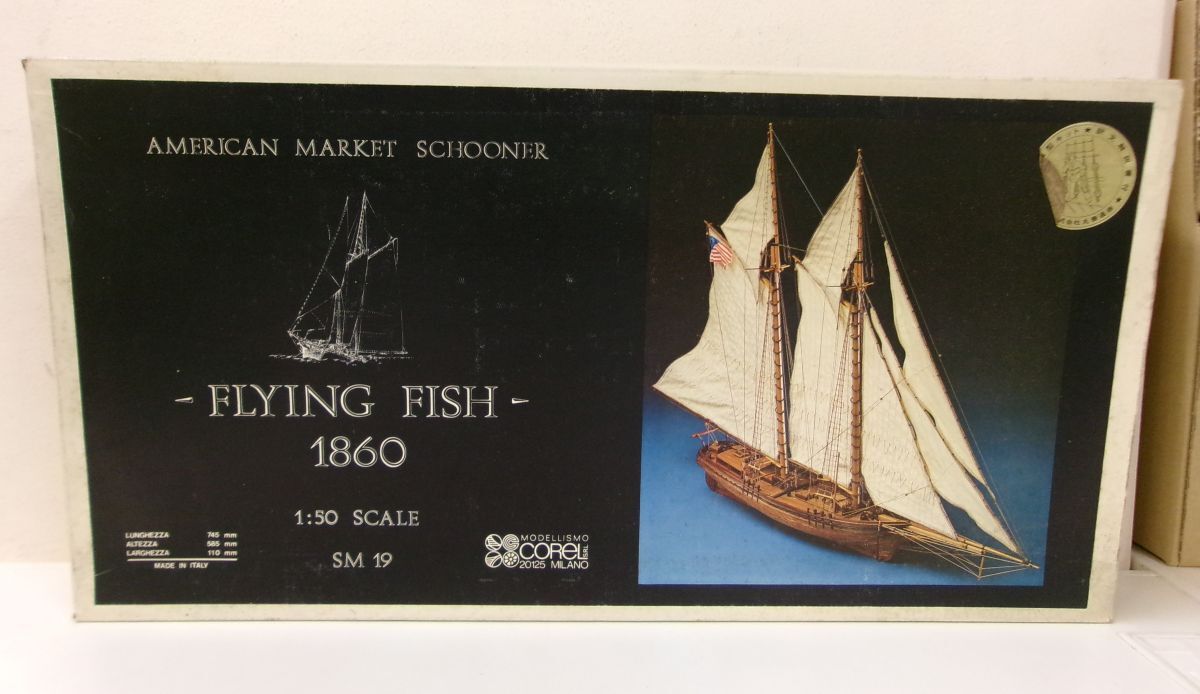 AMERICAN MARKET SCHOONER
- FLYING FISH -
1860
1:50 SCALE
SM 19
LUNGHEZZA 745 mm
ALTEZZA 585 mm
LARGHEZZA 110 mm
MADE IN ITALY
MODELLISMO
COREL SRL
20125 MILANO